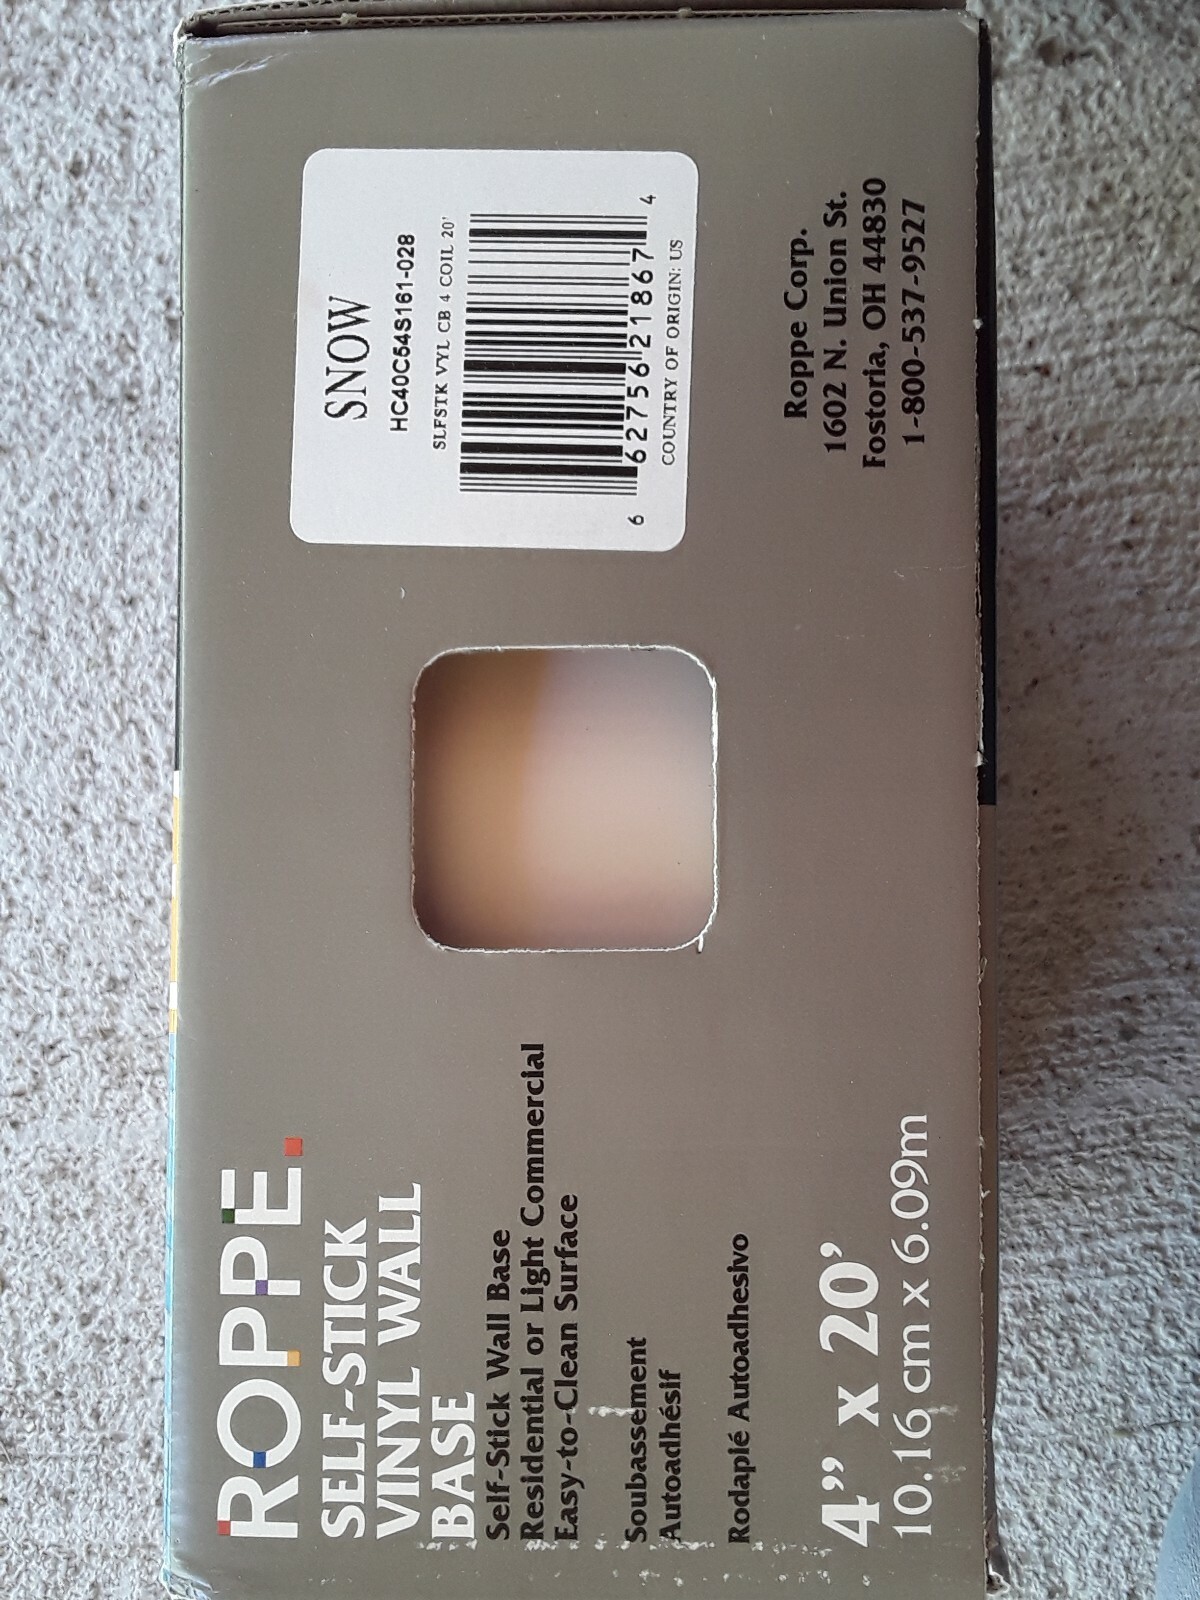 ROPPE
SELF-STICK
VINYL WALL
BASE
Self-Stick Wall Base
Residential or Light Commercial
Easy-to-Clean Surface
Soubassement
Autoadhésif
Rodapié Autoadhesivo
4” x 20’
10.16 cm x 6.09m
SNOW
HC40C54S161-028
SLFSTK VYL CB 4 COIL 20'
6 62756 21867 4
COUNTRY OF ORIGIN: US
Roppe Corp.
1602 N. Union St.
Fostoria, OH 44830
1-800-537-9527